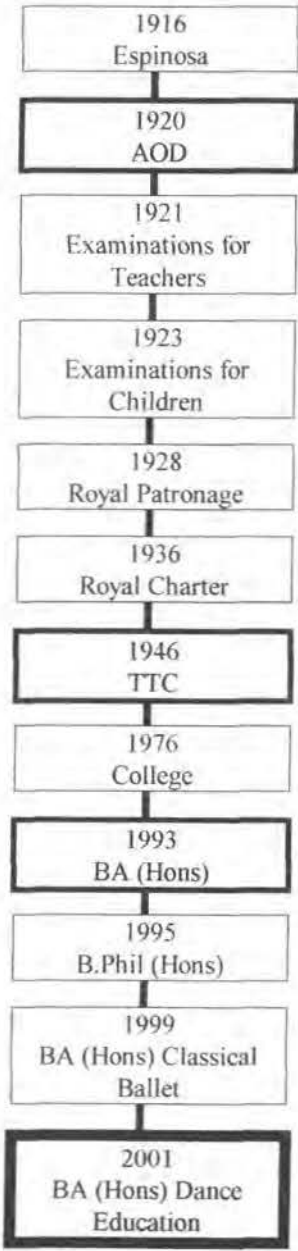 1916
Espinosa
1920
AOD
1921
Examinations for
Teachers
1923
Examinations for
Children
1928
Royal Patronage
1936
Royal Charter
1946
TTC
1976
College
1993
BA (Hons)
1995
B.Phil (Hons)
1999
BA (Hons) Classical
Ballet
2001
BA (Hons) Dance
Education